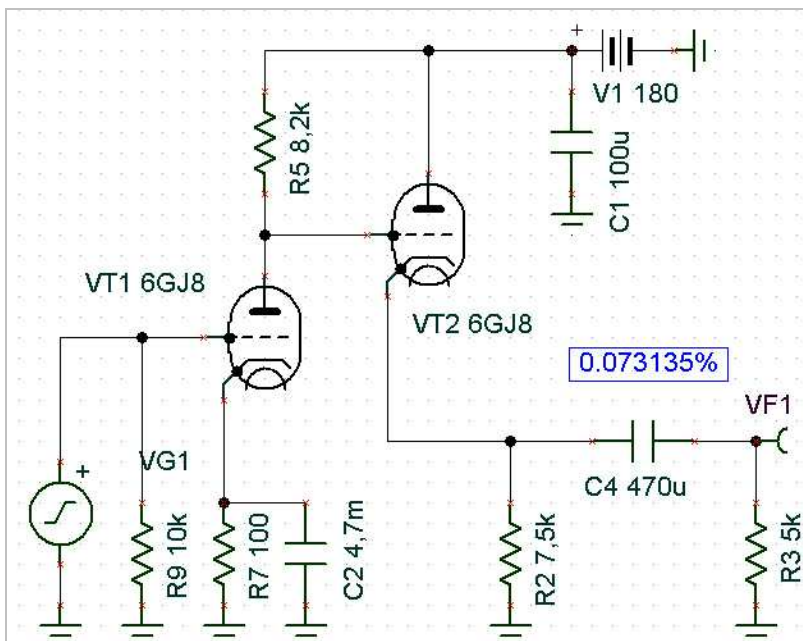 +
V1 180
R5 8,2k
C1 100u
VT1 6GJ8
VT2 6GJ8
0.073135%
VF1
+
VG1
C4 470u
R9 10k
R7 100
C2 4,7m
R2 7,5k
R3 5k